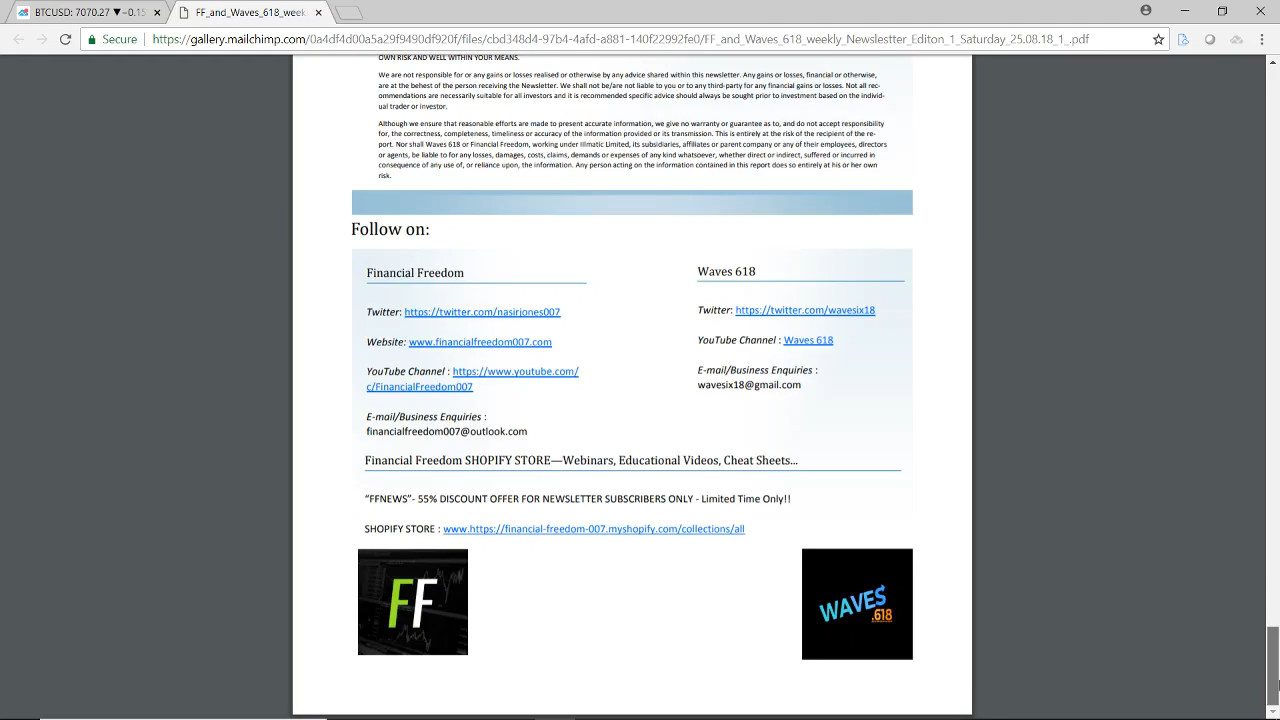 BTCUSD: 7070.27 ▼−0.15
FF_and_Waves_618_week
Secure
https://gallery.mailchimp.com/0a4df4d00a5a29f9490df920f/files/cbd348d4-97b4-4afd-a881-140f22992fe0/FF_and_Waves_618_weekly_Newslestter_Editon_1_Saturday_25.08.18_1_.pdf
OWN RISK AND WELL WITHIN YOUR MEANS.
We are not responsible for or any gains or losses realised or otherwise by any advice shared within this newsletter. Any gains or losses, financial or otherwise,
are at the behest of the person receiving the Newsletter. We shall not be/are not liable to you or to any third-party for any financial gains or losses. Not all rec-
ommendations are necessarily suitable for all investors and it is recommended specific advice should always be sought prior to investment based on the individ-
ual trader or investor.
Although we ensure that reasonable efforts are made to present accurate information, we give no warranty or guarantee as to, and do not accept responsibility
for, the correctness, completeness, timeliness or accuracy of the information provided or its transmission. This is entirely at the risk of the recipient of the re-
port. Nor shall Waves 618 or Financial Freedom, working under Illmatic Limited, its subsidiaries, affiliates or parent company or any of their employees, directors
or agents, be liable to for any losses, damages, costs, claims, demands or expenses of any kind whatsoever, whether direct or indirect, suffered or incurred in
consequence of any use of, or reliance upon, the information. Any person acting on the information contained in this report does so entirely at his or her own
risk.
Follow on:
Financial Freedom
Twitter: https://twitter.com/nasirjones007
Website: www.financialfreedom007.com
YouTube Channel : https://www.youtube.com/
c/FinancialFreedom007
E-mail/Business Enquiries :
financialfreedom007@outlook.com
Waves 618
Twitter: https://twitter.com/wavesix18
YouTube Channel : Waves 618
E-mail/Business Enquiries :
wavesix18@gmail.com
Financial Freedom SHOPIFY STORE—Webinars, Educational Videos, Cheat Sheets...
“FFNEWS”- 55% DISCOUNT OFFER FOR NEWSLETTER SUBSCRIBERS ONLY - Limited Time Only!!
SHOPIFY STORE : www.https://financial-freedom-007.myshopify.com/collections/all
FF
WAVES
.618